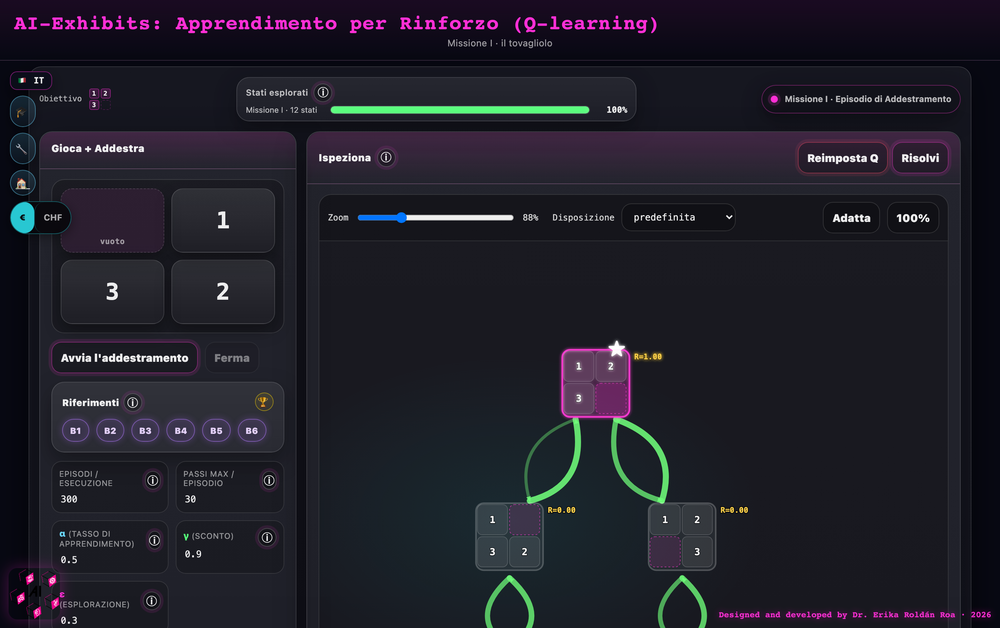 AI-Exhibits: Apprendimento per Rinforzo (Q-learning)
Missione I · il tovagliolo
IT
Obiettivo
1 2
3
Stati esplorati
Missione I · 12 stati 100%
Missione I · Episodio di Addestramento
€ CHF
Gioca + Addestra
vuoto 1
3 2
Avvia l'addestramento Ferma
Riferimenti
B1 B2 B3 B4 B5 B6
EPISODI / ESECUZIONE
300
PASSI MAX / EPISODIO
30
α (TASSO DI APPRENDIMENTO)
0.5
γ (SCONTO)
0.9
ε (ESPLORAZIONE)
0.3
AI
Ispeziona
Reimposta Q Risolvi
Zoom 88% Disposizione predefinita Adatta 100%
R=1.00
1 2
3
R=0.00
1
3 2
R=0.00
1 2
3
Designed and developed by Dr. Erika Roldán Roa · 2026